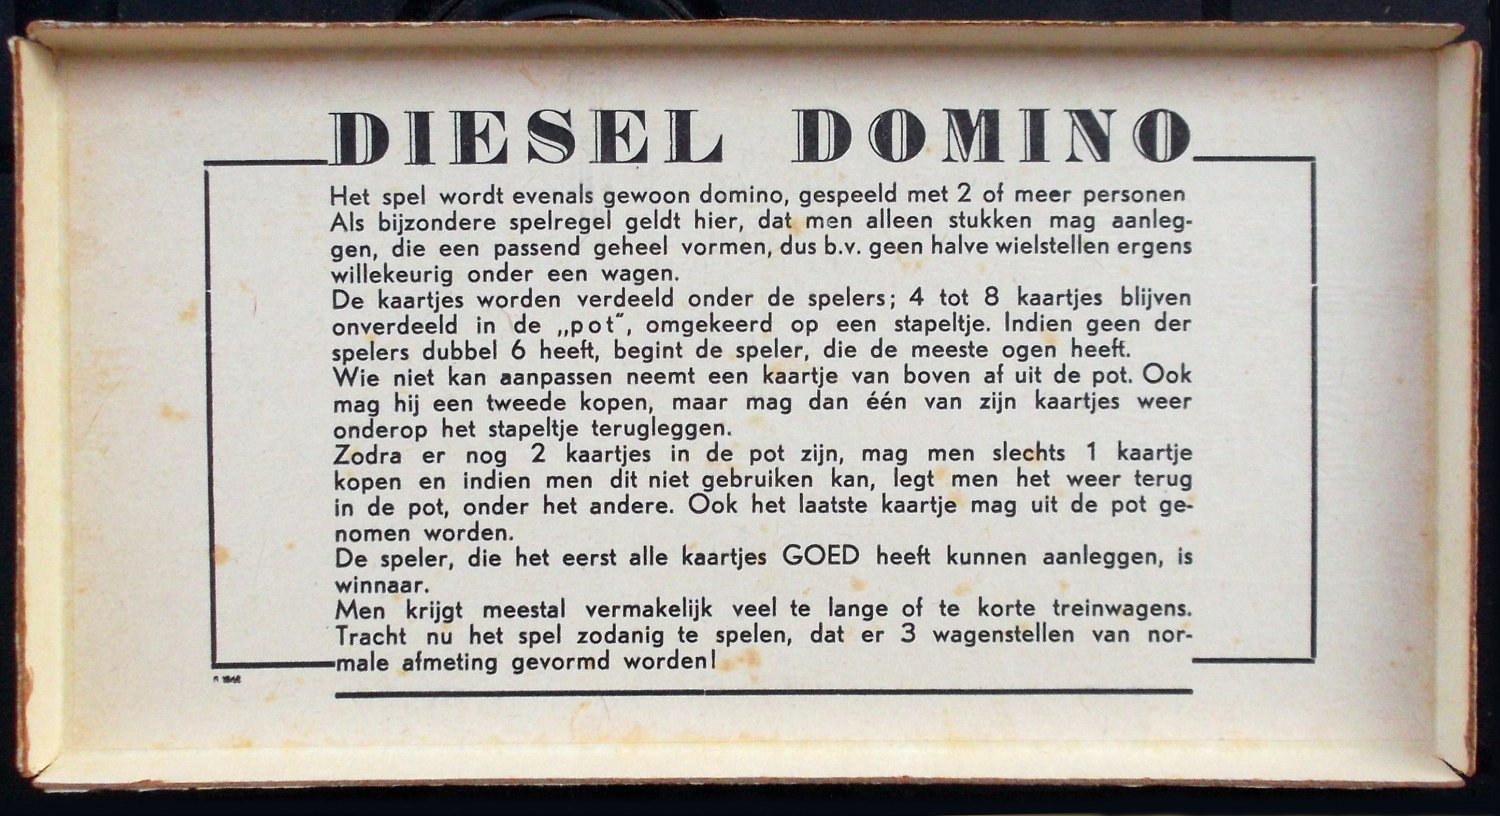 DIESEL DOMINO
Het spel wordt evenals gewoon domino, gespeeld met 2 of meer personen
Als bijzondere spelregel geldt hier, dat men alleen stukken mag aanleg-
gen, die een passend geheel vormen, dus b.v. geen halve wielstellen ergens
willekeurig onder een wagen.
De kaartjes worden verdeeld onder de spelers; 4 tot 8 kaartjes blijven
onverdeeld in de „pot”, omgekeerd op een stapeltje. Indien geen der
spelers dubbel 6 heeft, begint de speler, die de meeste ogen heeft.
Wie niet kan aanpassen neemt een kaartje van boven af uit de pot. Ook
mag hij een tweede kopen, maar mag dan één van zijn kaartjes weer
onderop het stapeltje terugleggen.
Zodra er nog 2 kaartjes in de pot zijn, mag men slechts 1 kaartje
kopen en indien men dit niet gebruiken kan, legt men het weer terug
in de pot, onder het andere. Ook het laatste kaartje mag uit de pot ge-
nomen worden.
De speler, die het eerst alle kaartjes GOED heeft kunnen aanleggen, is
winnaar.
Men krijgt meestal vermakelijk veel te lange of te korte treinwagens.
Tracht nu het spel zodanig te spelen, dat er 3 wagenstellen van nor-
male afmeting gevormd worden!